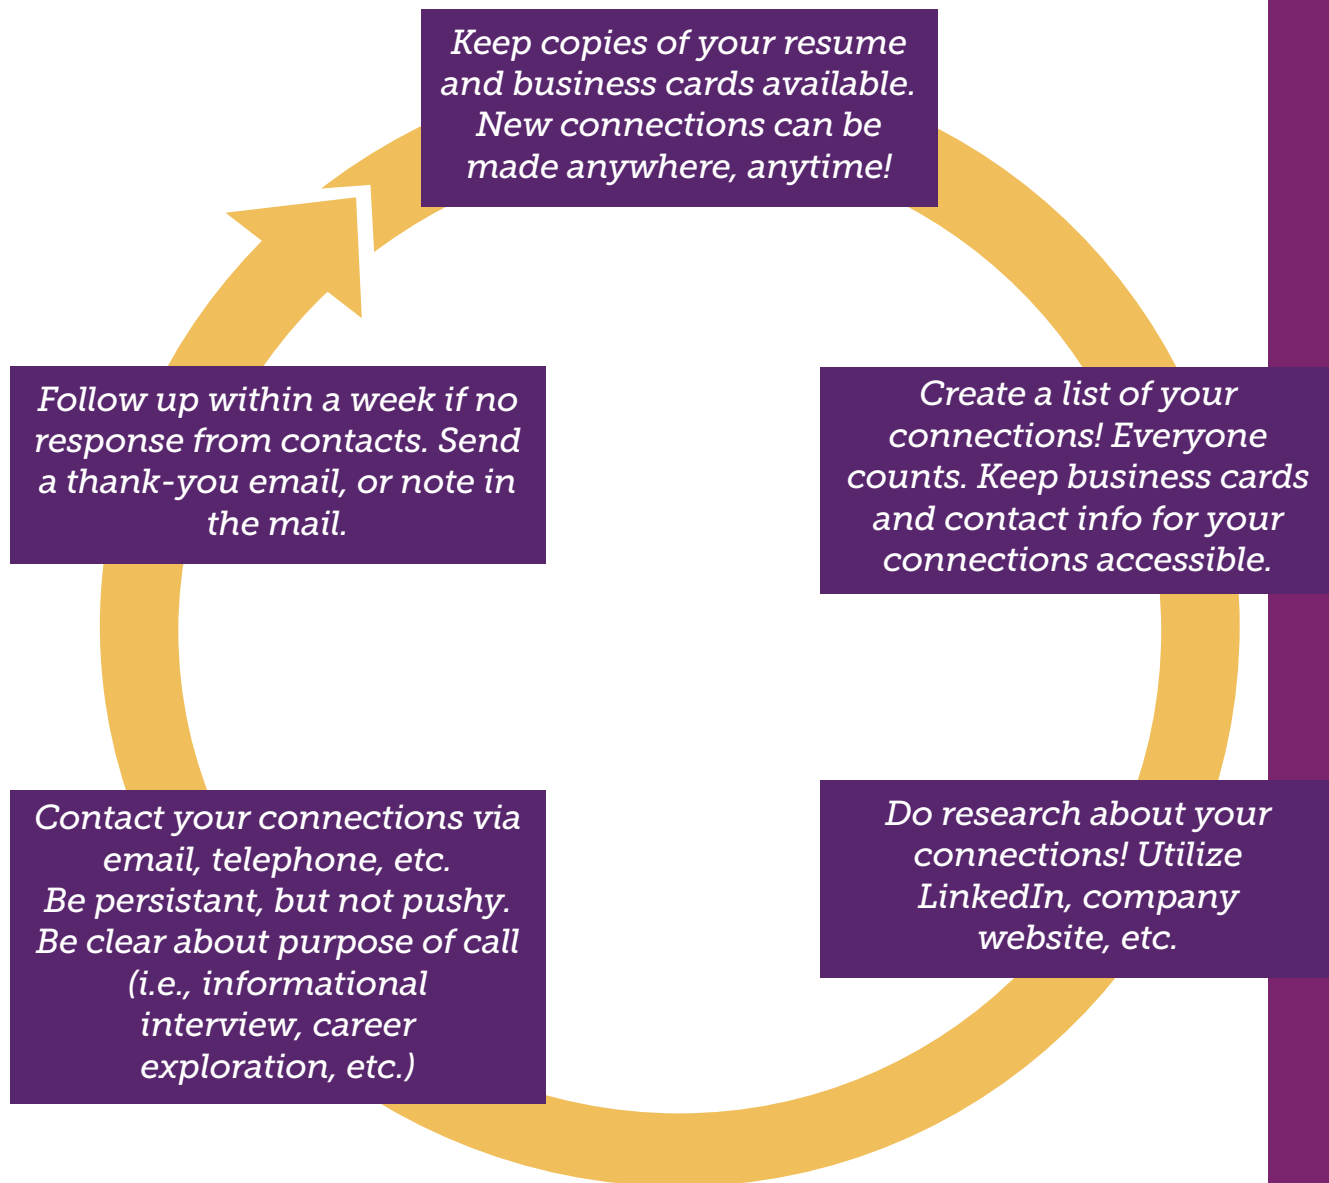 Keep copies of your resume
and business cards available.
New connections can be
made anywhere, anytime!
Create a list of your
connections! Everyone
counts. Keep business cards
and contact info for your
connections accessible.
Do research about your
connections! Utilize
LinkedIn, company
website, etc.
Contact your connections via
email, telephone, etc.
Be persistant, but not pushy.
Be clear about purpose of call
(i.e., informational
interview, career
exploration, etc.)
Follow up within a week if no
response from contacts. Send
a thank-you email, or note in
the mail.